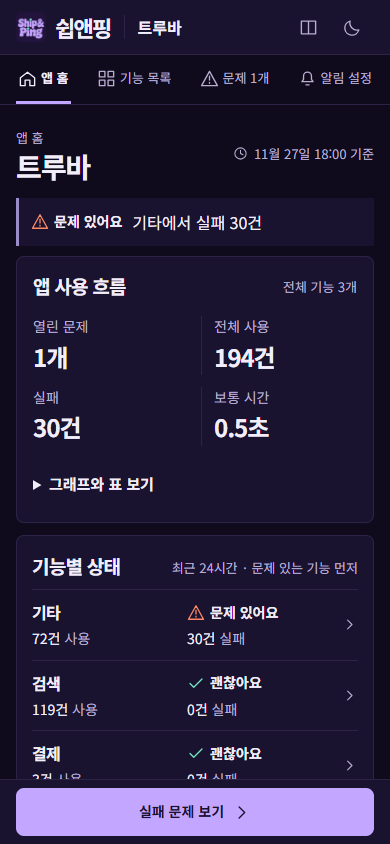 Ship&
Ping
쉽앤핑
트루바
앱 홈
기능 목록
문제 1개
알림 설정
앱 홈
트루바
11월 27일 18:00 기준
문제 있어요 기타에서 실패 30건
앱 사용 흐름
전체 기능 3개
열린 문제
1개
전체 사용
194건
실패
30건
보통 시간
0.5초
그래프와 표 보기
기능별 상태
최근 24시간 · 문제 있는 기능 먼저
기타
문제 있어요
72건 사용
30건 실패
검색
괜찮아요
119건 사용
0건 실패
결제
괜찮아요
3건 사용
0건 실패
실패 문제 보기